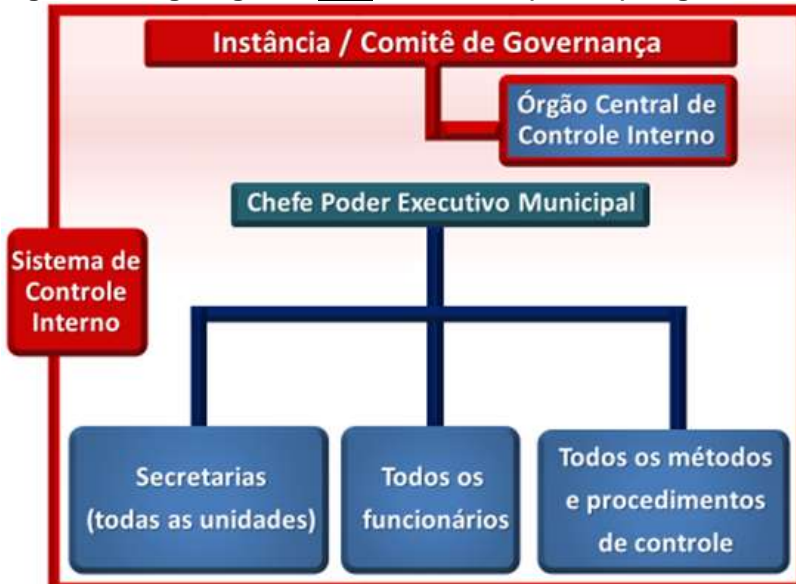 Instância / Comitê de Governança
Órgão Central de
Controle Interno
Chefe Poder Executivo Municipal
Sistema de
Controle
Interno
Secretarias
(todas as unidades)
Todos os
funcionários
Todos os métodos
e procedimentos
de controle